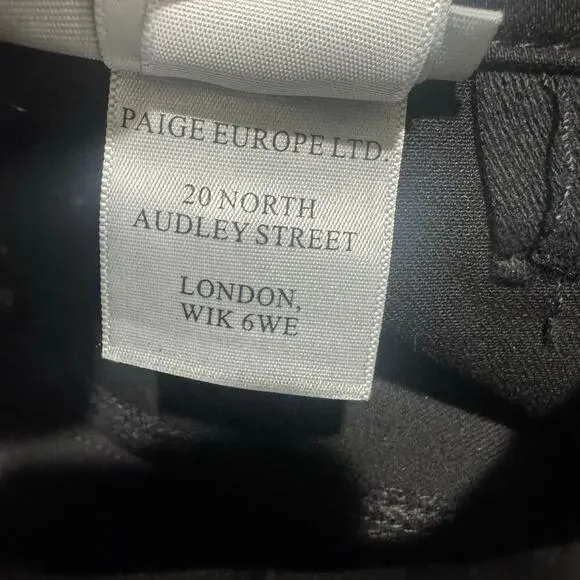 PAIGE EUROPE LTD.
20 NORTH
AUDLEY STREET
LONDON,
WIK 6WE